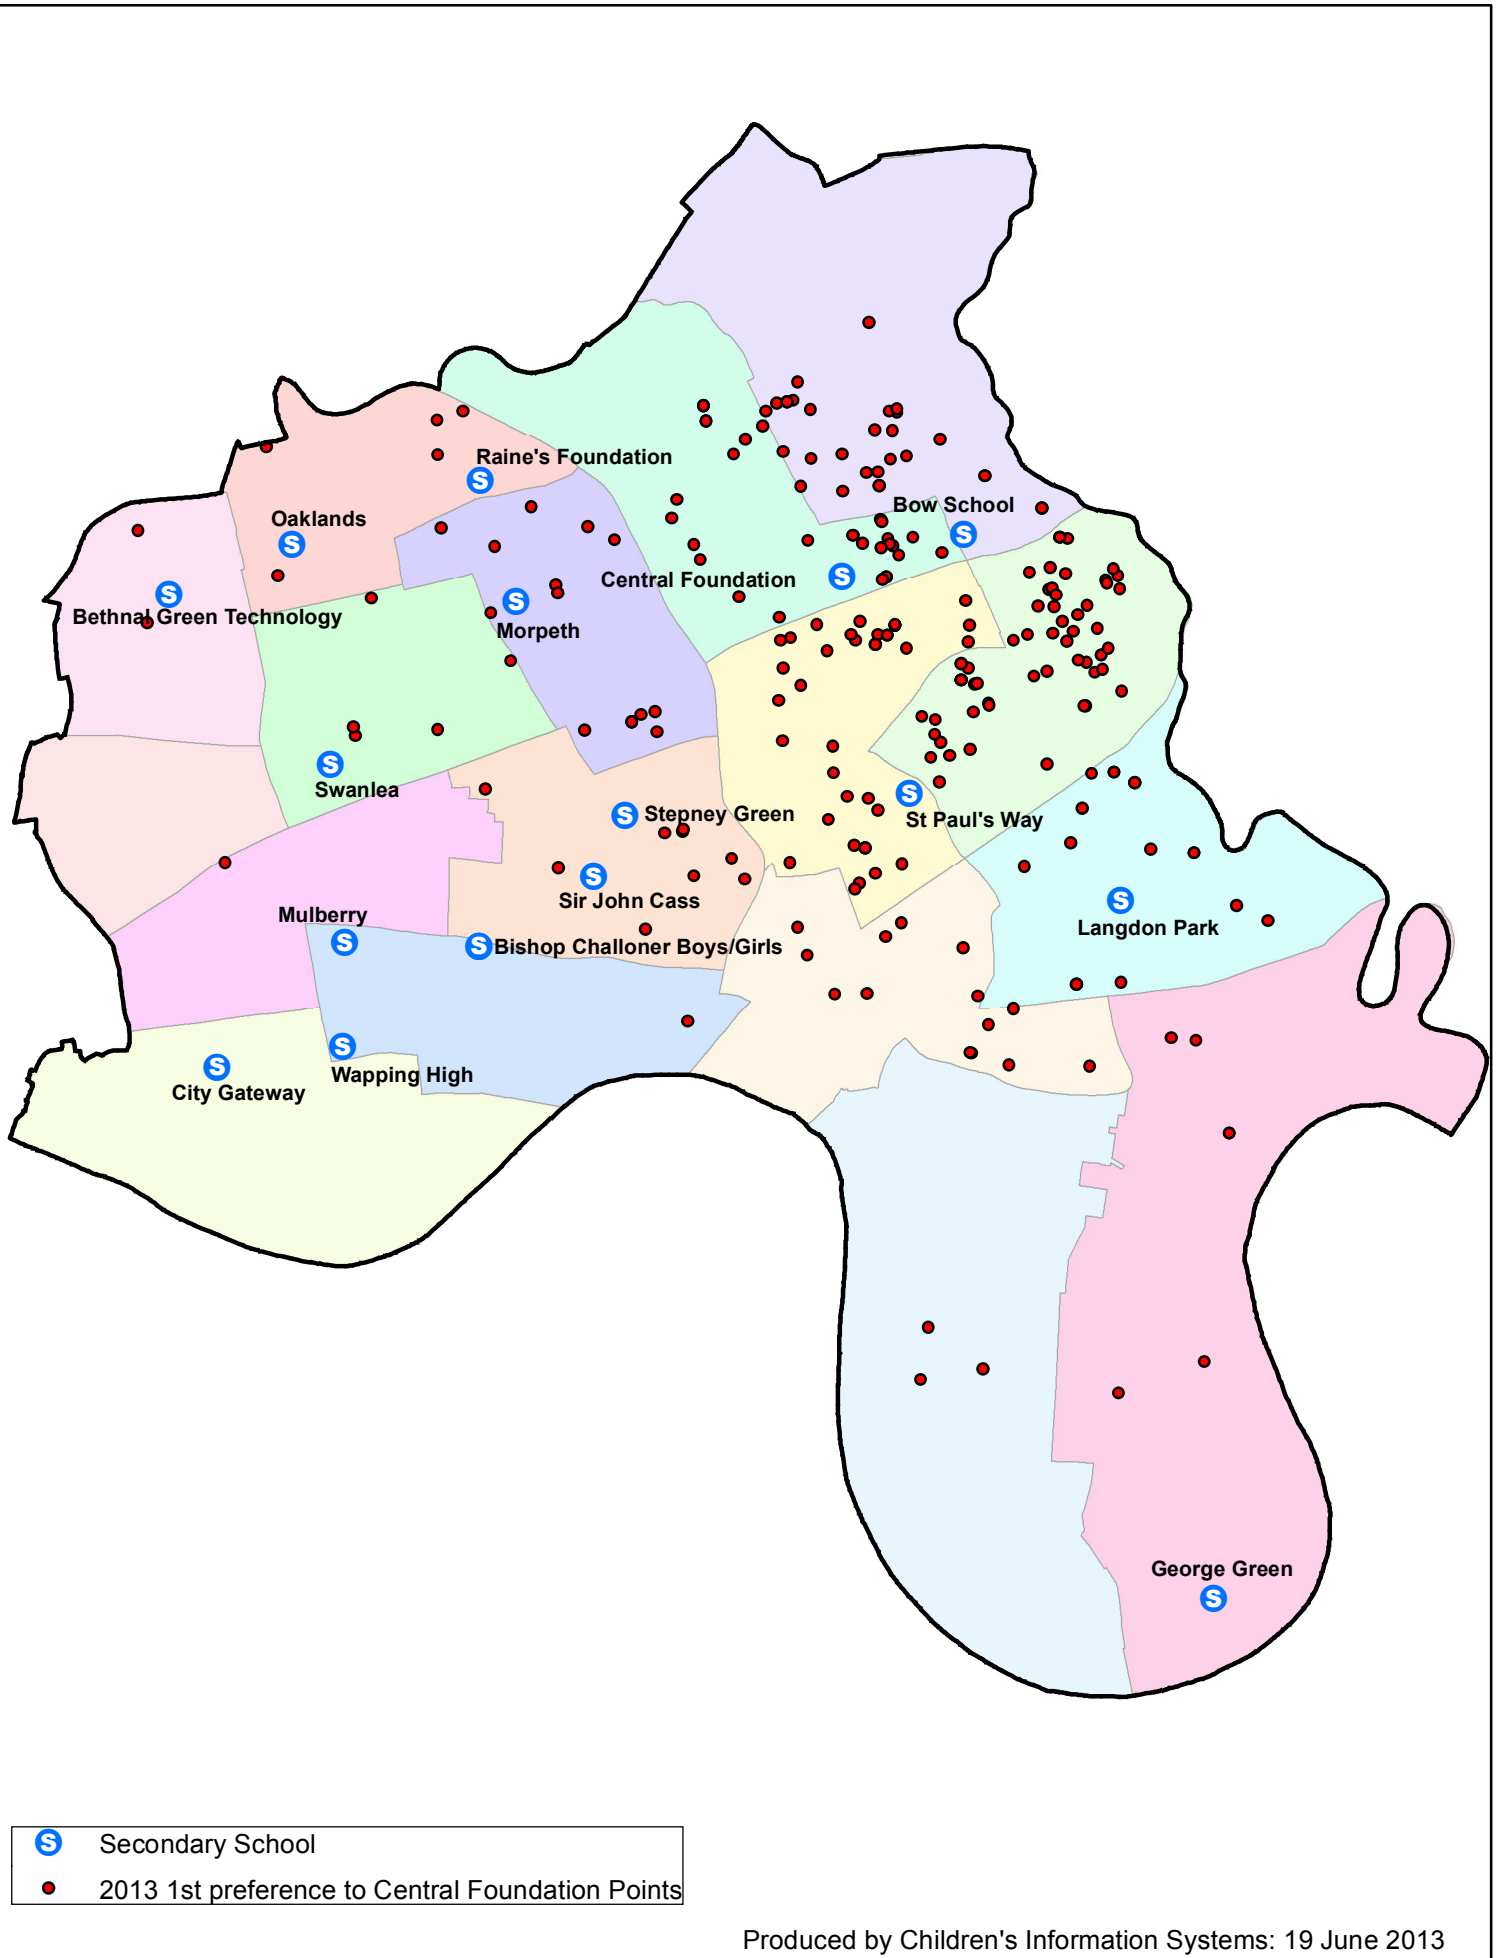 Raine's Foundation
Oaklands
Bow School
Central Foundation
Bethnal Green Technology
Morpeth
Swanlea
Stepney Green
St Paul's Way
Sir John Cass
Mulberry
Langdon Park
Bishop Challoner Boys/Girls
Wapping High
City Gateway
George Green
S Secondary School
2013 1st preference to Central Foundation Points
Produced by Children's Information Systems: 19 June 2013